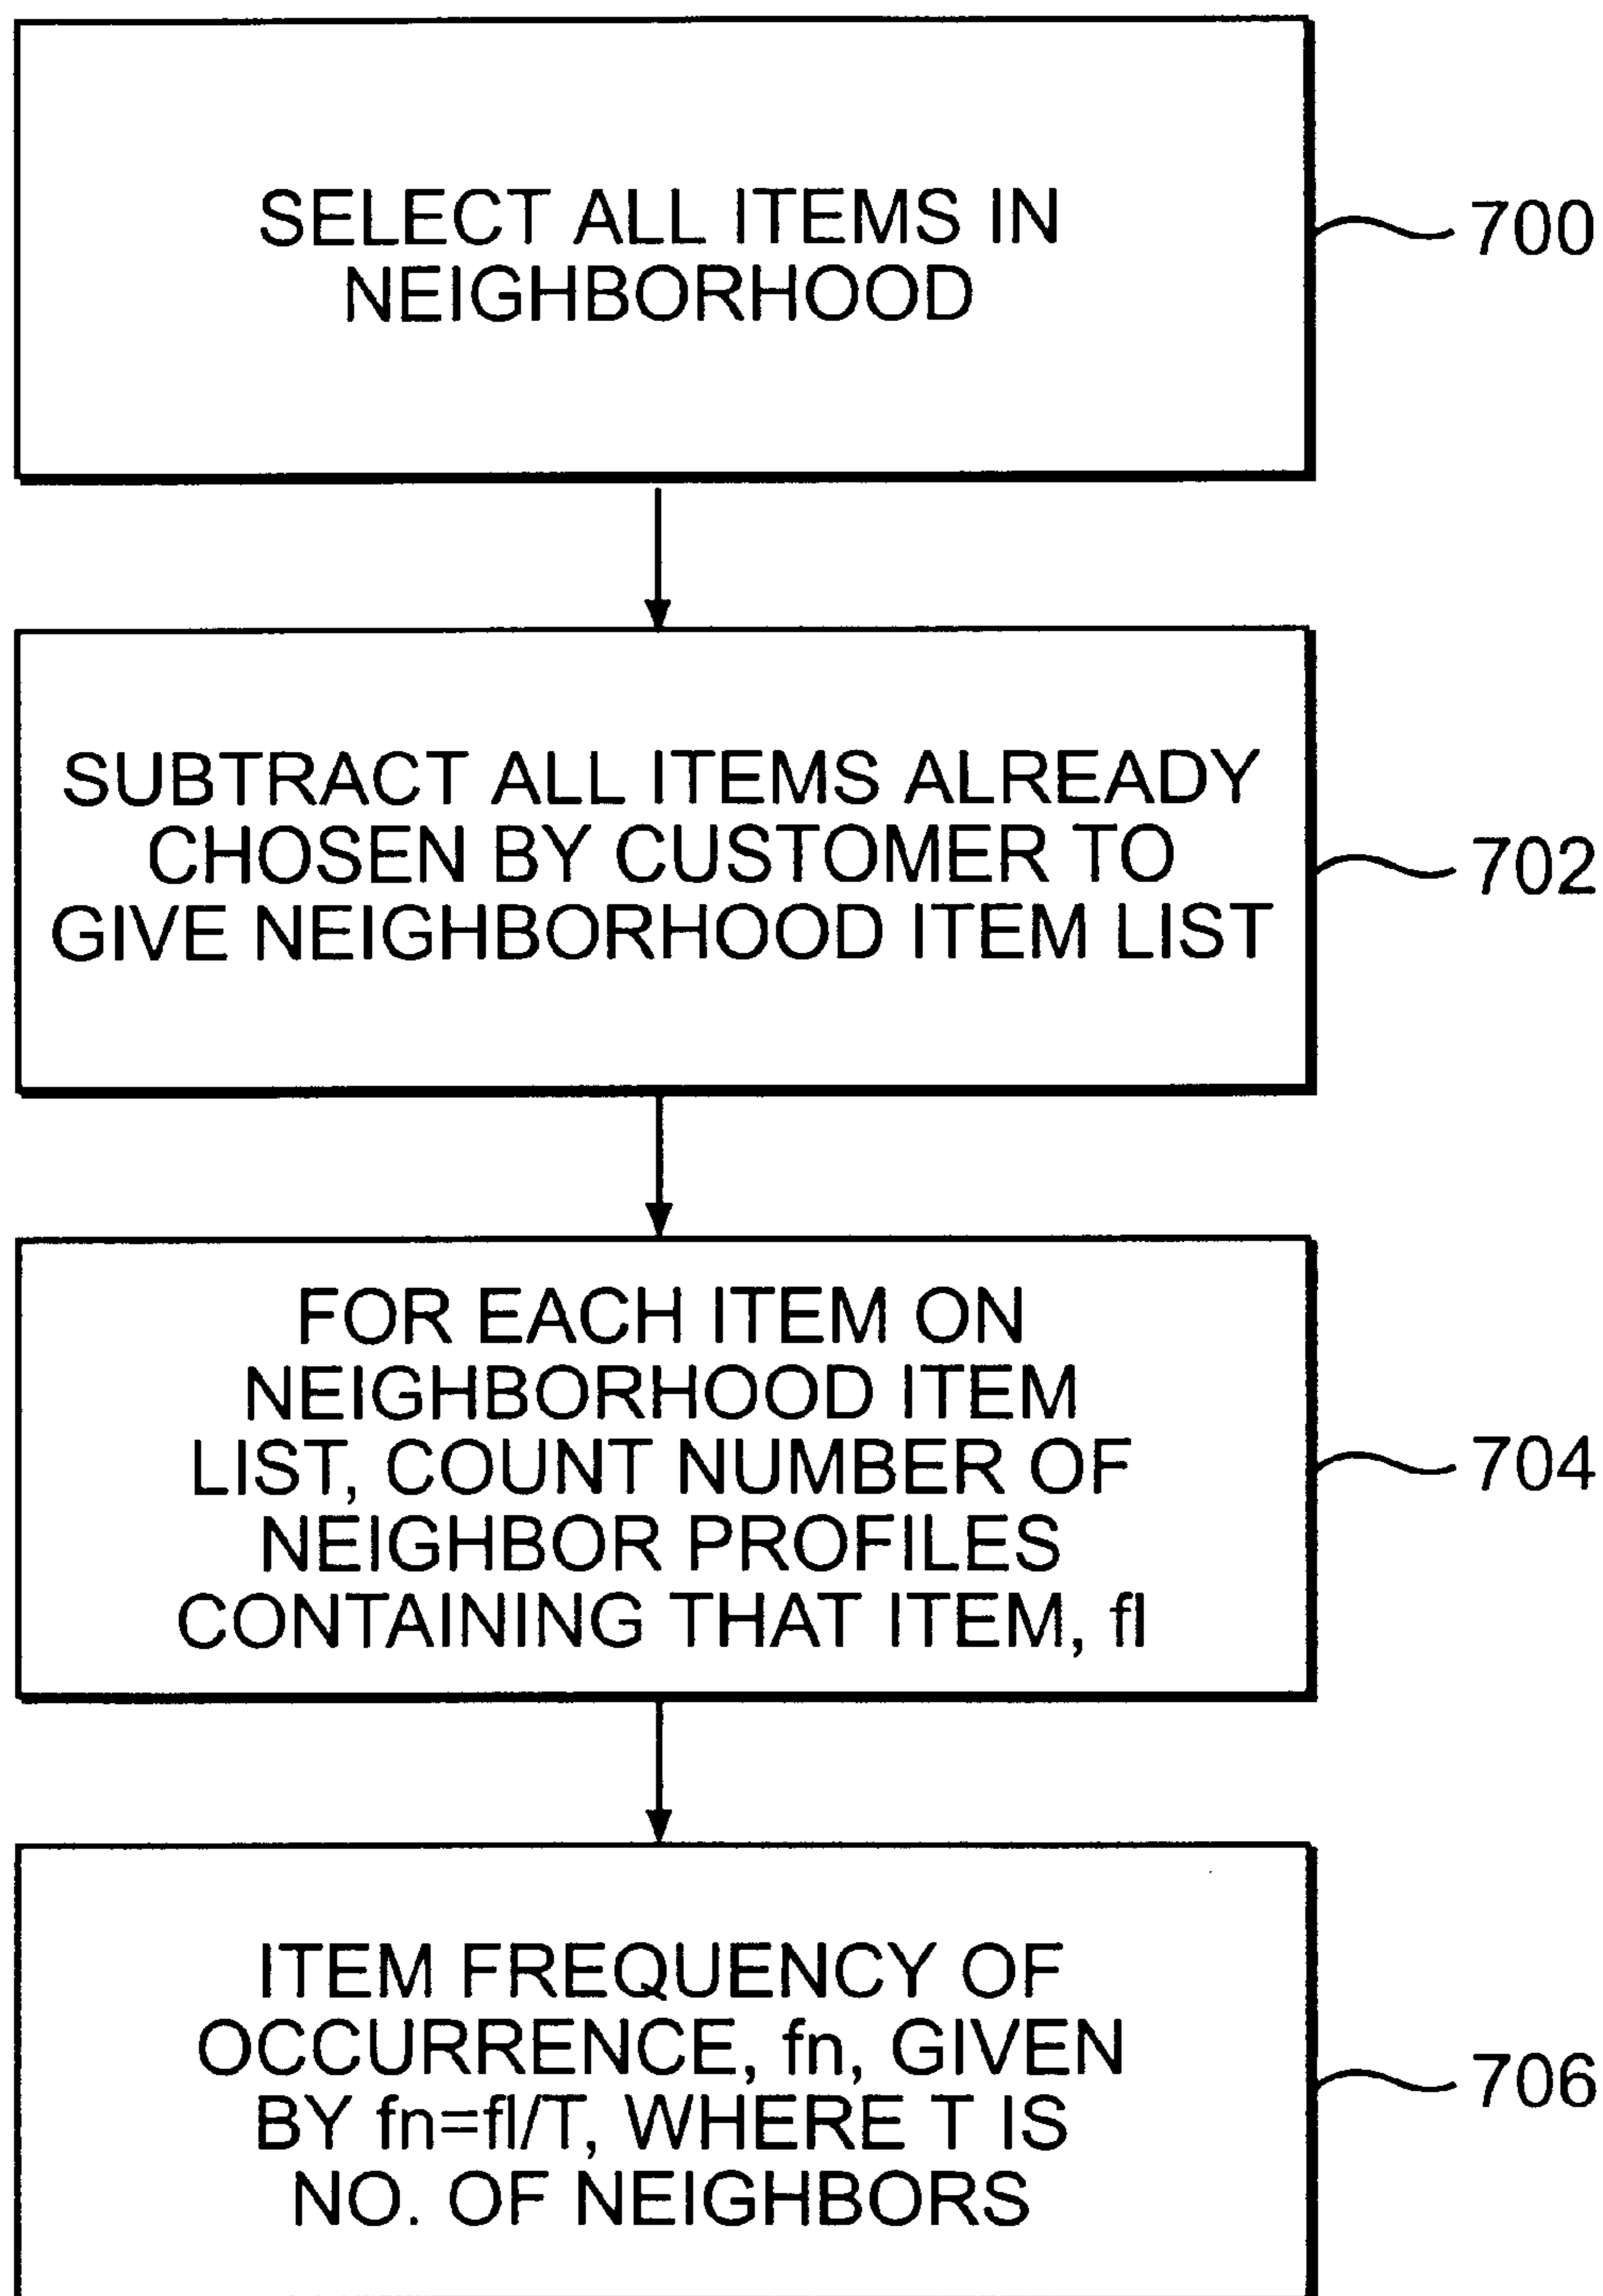 SELECT ALL ITEMS IN
NEIGHBORHOOD
700
SUBTRACT ALL ITEMS ALREADY
CHOSEN BY CUSTOMER TO
GIVE NEIGHBORHOOD ITEM LIST
702
FOR EACH ITEM ON
NEIGHBORHOOD ITEM
LIST, COUNT NUMBER OF
NEIGHBOR PROFILES
CONTAINING THAT ITEM, fl
704
ITEM FREQUENCY OF
OCCURRENCE, fn, GIVEN
BY fn=fl/T, WHERE T IS
NO. OF NEIGHBORS
706